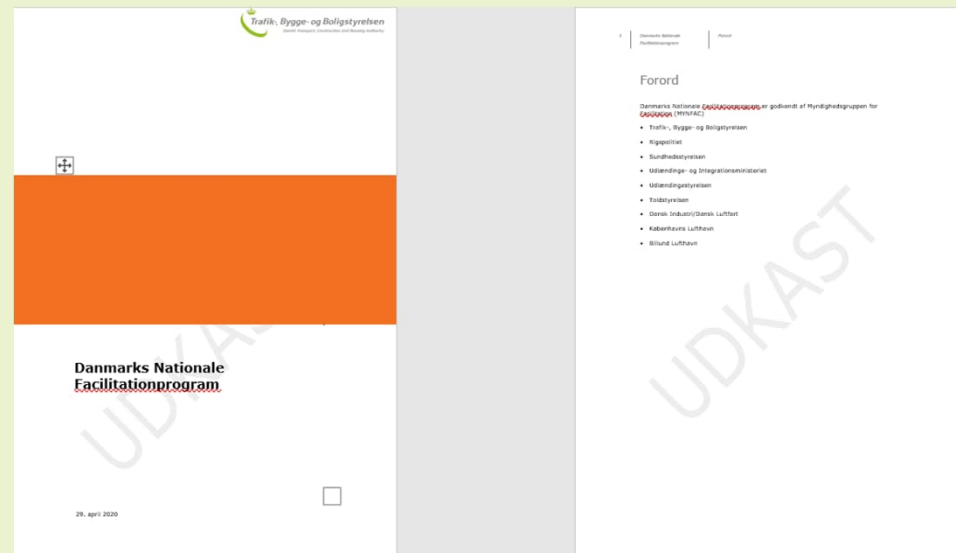 Trafik-, Bygge- og Boligstyrelsen
Danish Transport, Construction and Housing Authority
UDKAST
Danmarks Nationale
Facilitationprogram
29. april 2020
Danmarks Nationale
Facilitationprogram
Forord
Forord
Danmarks Nationale Facilitationprogram er godkendt af Myndighedsgruppen for
Facilitation (MYNFAC)
• Trafik-, Bygge- og Boligstyrelsen
• Rigspolitiet
• Sundhedsstyrelsen
• Udlændinge- og Integrationsministeriet
• Udlændingestyrelsen
• Toldstyrelsen
• Dansk Industri/Dansk Luftfart
• Københavns Lufthavn
• Billund Lufthavn
UDKAST